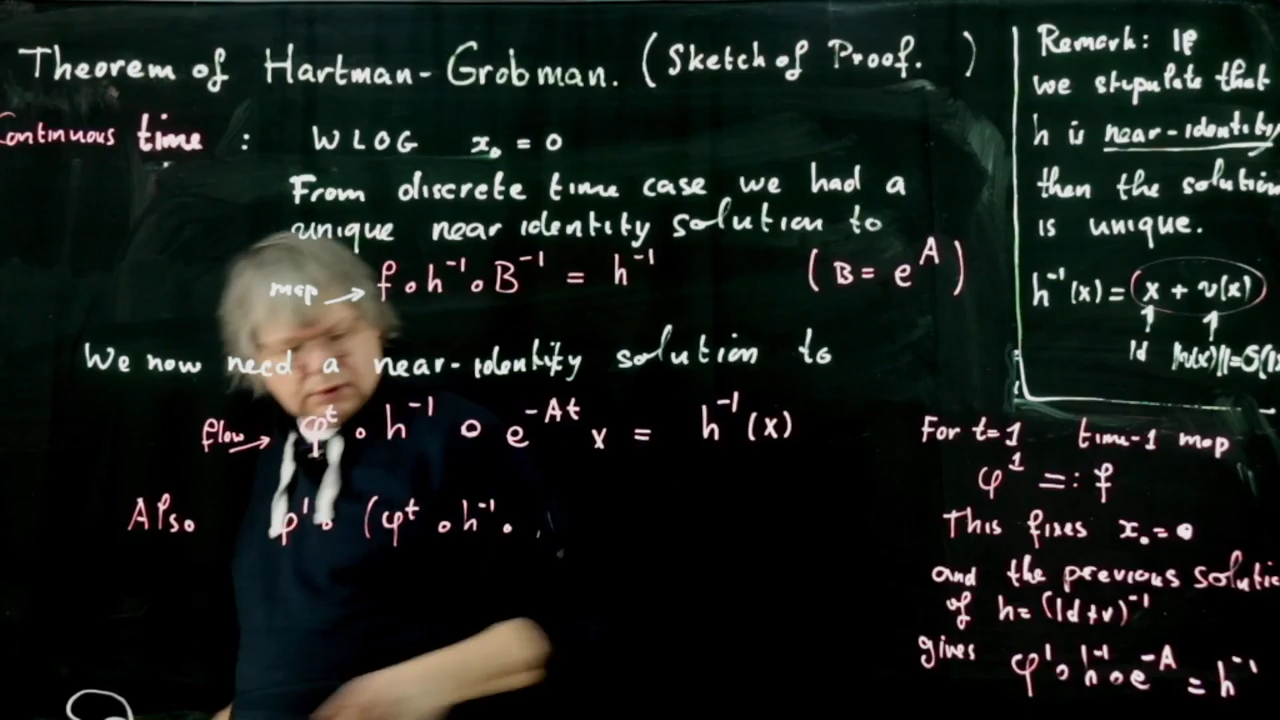 Theorem of Hartman-Grobman. (Sketch of Proof. )
Continuous time : WLOG x₀ = 0
From discrete time case we had a
unique near identity solution to
map → f ∘ h⁻¹ ∘ B⁻¹ = h⁻¹ (B = e^A)
We now need a near-identity solution to
flow → φ^t ∘ h⁻¹ ∘ e^{-At} x = h⁻¹(x)
Also φ¹ ∘ (φ^t ∘ h⁻¹ ∘
Remark: If
we stipulate that
h is near-identity
then the solution
is unique.
h⁻¹(x) = x + v(x)
↑ ↑
Id
For t=1 time-1 map
φ¹ =: f
This fixes x₀ = 0
and the previous soluti
of h = (Id+v)⁻¹
gives φ¹ ∘ h⁻¹ ∘ e^{-A} = h⁻¹